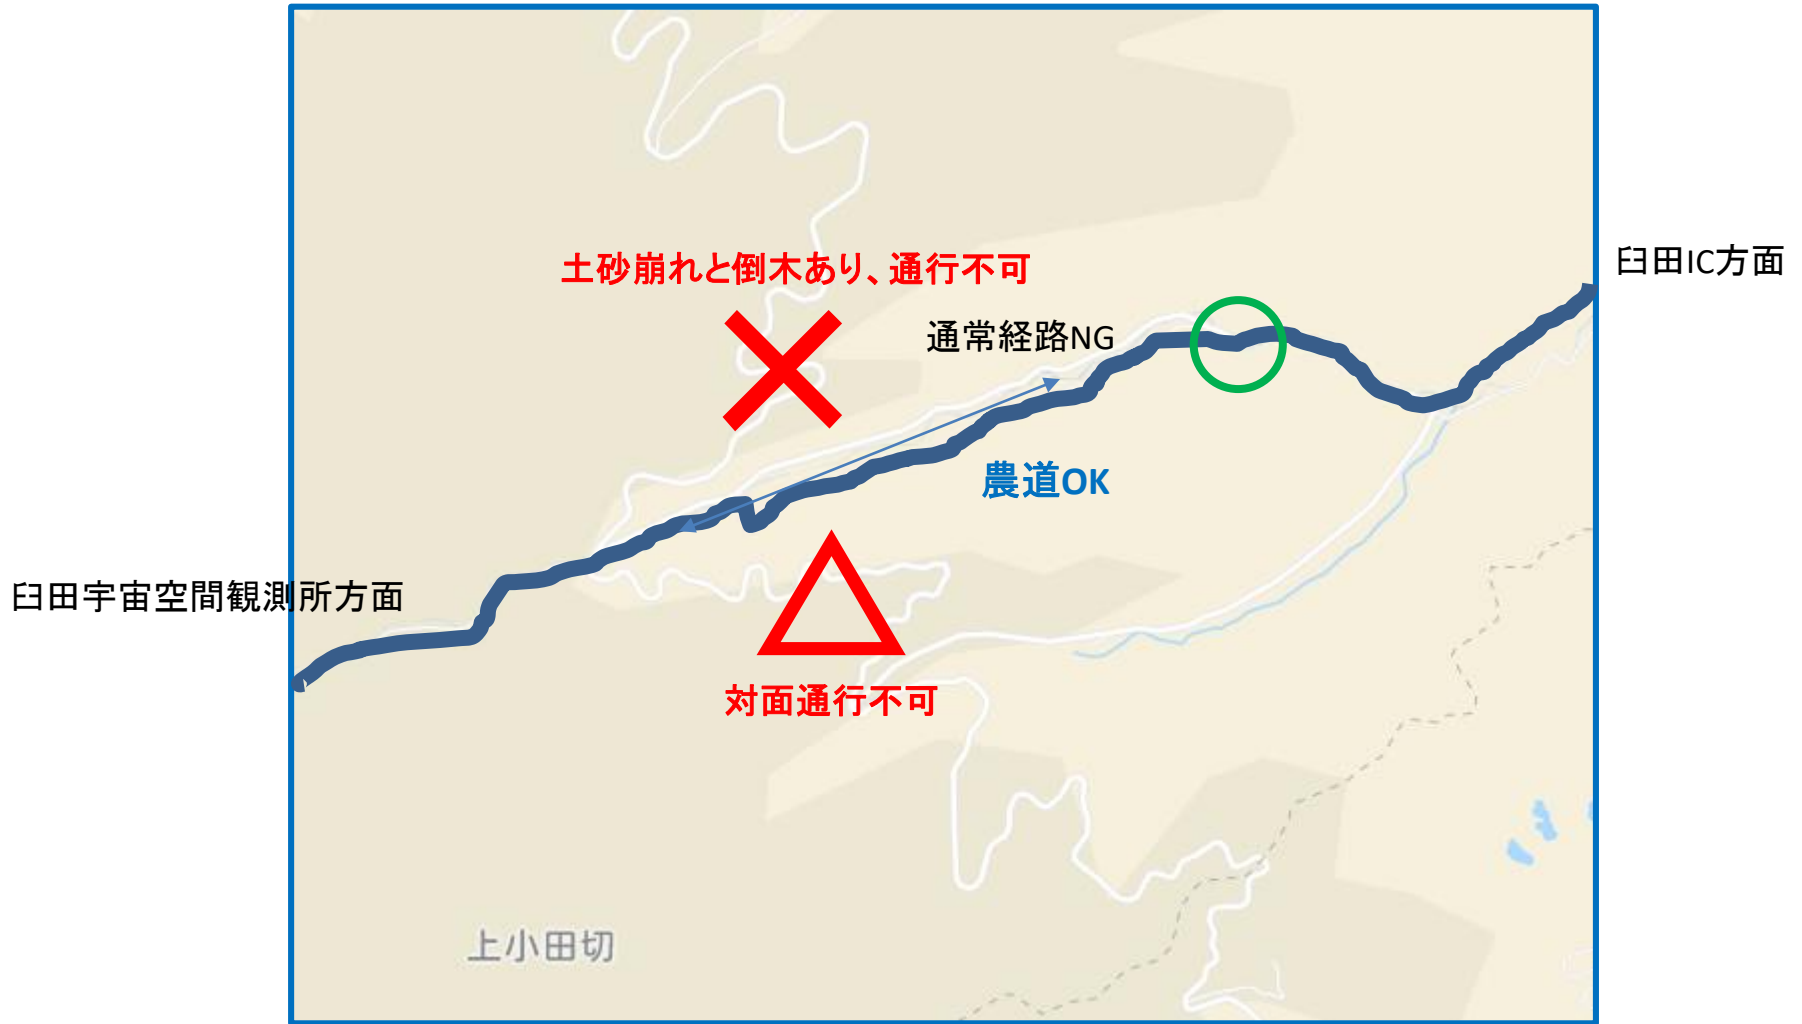 土砂崩れと倒木あり、通行不可
臼田IC方面
通常経路NG
農道OK
臼田宇宙空間観測所方面
対面通行不可
上小田切